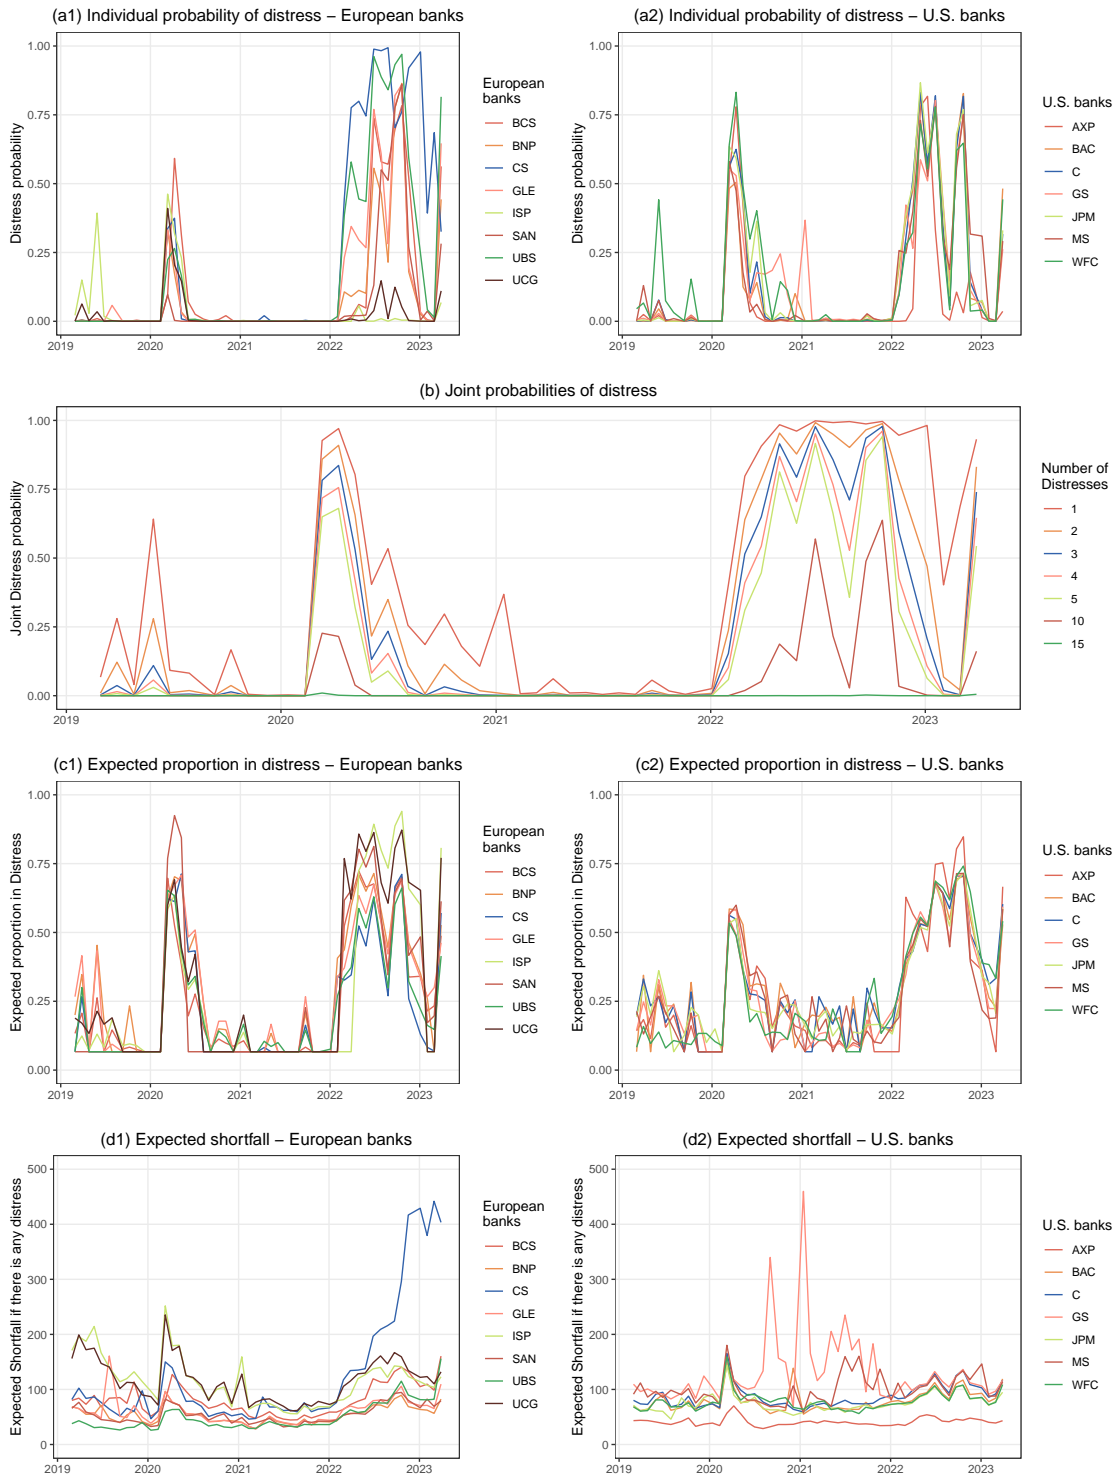 (a1) Individual probability of distress – European banks
Distress probability
1.00
0.75
0.50
0.25
0.00
2019 2020 2021 2022 2023
European
banks
BCS
BNP
CS
GLE
ISP
SAN
UBS
UCG
(a2) Individual probability of distress – U.S. banks
Distress probability
1.00
0.75
0.50
0.25
0.00
2019 2020 2021 2022 2023
U.S. banks
AXP
BAC
C
GS
JPM
MS
WFC
(b) Joint probabilities of distress
Joint Distress probability
1.00
0.75
0.50
0.25
0.00
2019 2020 2021 2022 2023
Number of
Distresses
1
2
3
4
5
10
15
(c1) Expected proportion in distress – European banks
Expected proportion in Distress
1.00
0.75
0.50
0.25
0.00
2019 2020 2021 2022 2023
European
banks
BCS
BNP
CS
GLE
ISP
SAN
UBS
UCG
(c2) Expected proportion in distress – U.S. banks
Expected proportion in Distress
1.00
0.75
0.50
0.25
0.00
2019 2020 2021 2022 2023
U.S. banks
AXP
BAC
C
GS
JPM
MS
WFC
(d1) Expected shortfall – European banks
Expected Shortfall if there is any distress
500
400
300
200
100
0
2019 2020 2021 2022 2023
European
banks
BCS
BNP
CS
GLE
ISP
SAN
UBS
UCG
(d2) Expected shortfall – U.S. banks
Expected Shortfall if there is any distress
500
400
300
200
100
0
2019 2020 2021 2022 2023
U.S. banks
AXP
BAC
C
GS
JPM
MS
WFC